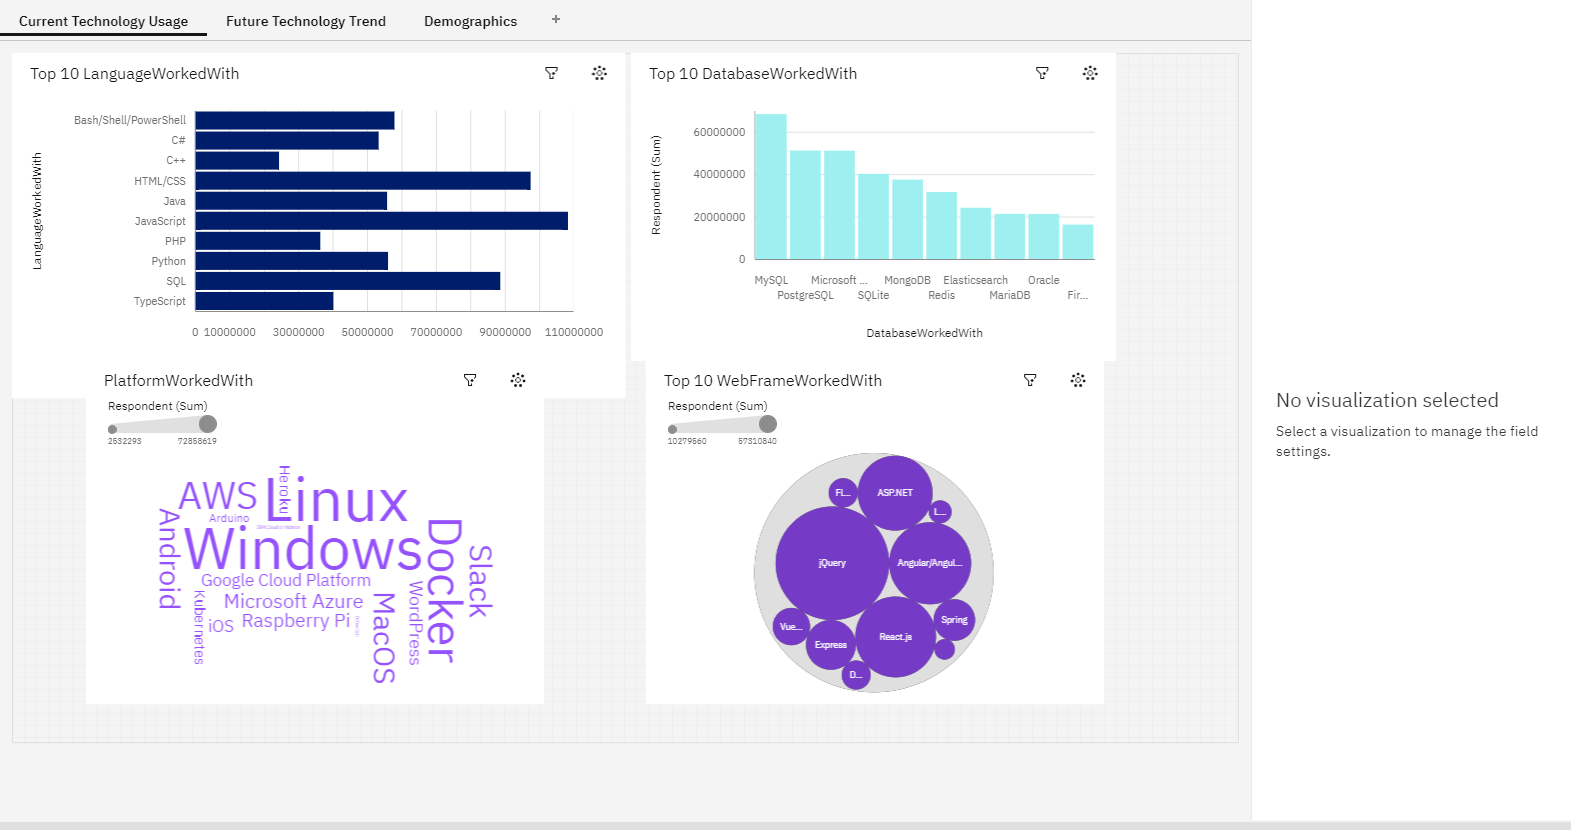 Current Technology Usage
Future Technology Trend
Demographics
+
Top 10 LanguageWorkedWith
LanguageWorkedWith
Bash/Shell/PowerShell
C#
C++
HTML/CSS
Java
JavaScript
PHP
Python
SQL
TypeScript
0 10000000 30000000 50000000 70000000 90000000 110000000
Top 10 DatabaseWorkedWith
Respondent (Sum)
60000000
40000000
20000000
0
MySQL Microsoft ... MongoDB Elasticsearch Oracle
PostgreSQL SQLite Redis MariaDB Fir...
DatabaseWorkedWith
PlatformWorkedWith
Respondent (Sum)
2532293 72858619
Heroku
AWS
Linux
Arduino
Android
Windows
Docker
Slack
Google Cloud Platform
Kubernetes
Microsoft Azure
MacOS
WordPress
iOS
Raspberry Pi
Top 10 WebFrameWorkedWith
Respondent (Sum)
10279560 57310840
Fl...
ASP.NET
jQuery
Angular/Angul...
Vue...
Express
React.js
Spring
D...
No visualization selected
Select a visualization to manage the field
settings.